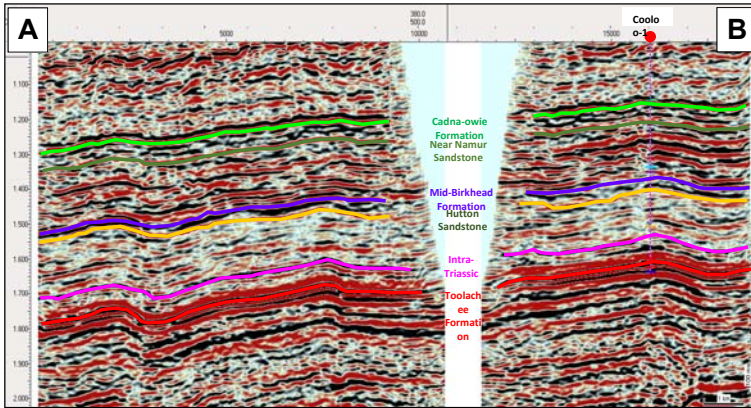 A
B
380.0
500.0
5000
10000
15000
Coolo
o-1
1.100
1.200
1.300
1.400
1.500
1.600
1.700
1.800
1.900
2.000
Cadna-owie
Formation
Near Namur
Sandstone
Mid-Birkhead
Formation
Hutton
Sandstone
Intra-
Triassic
Toolach
ee
Formati
on
1 km